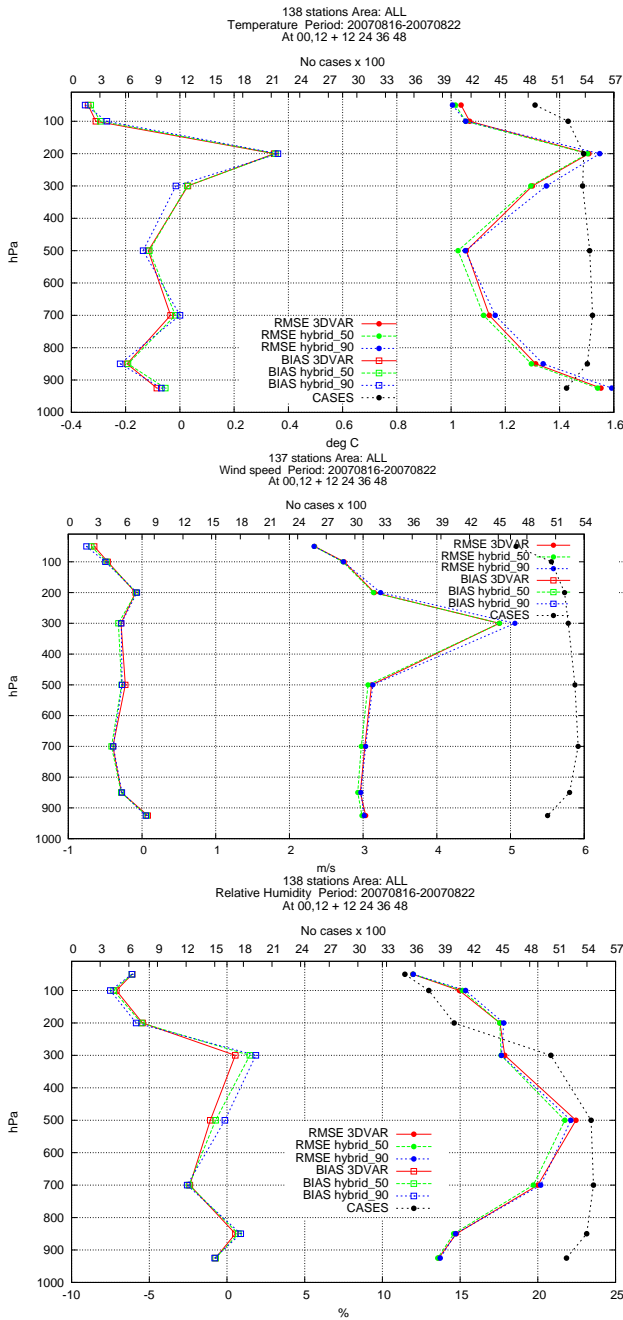 138 stations Area: ALL
Temperature Period: 20070816-20070822
At 00,12 + 12 24 36 48
No cases x 100
0 3 6 9 12 15 18 21 24 27 30 33 36 39 42 45 48 51 54 57
100
200
300
400
500
600
700
800
900
1000
hPa
RMSE 3DVAR
RMSE hybrid_50
RMSE hybrid_90
BIAS 3DVAR
BIAS hybrid_50
BIAS hybrid_90
CASES
-0.4 -0.2 0 0.2 0.4 0.6 0.8 1 1.2 1.4 1.6
deg C
137 stations Area: ALL
Wind speed Period: 20070816-20070822
At 00,12 + 12 24 36 48
No cases x 100
0 3 6 9 12 15 18 21 24 27 30 33 36 39 42 45 48 51 54
100
200
300
400
500
600
700
800
900
1000
hPa
RMSE 3DVAR
RMSE hybrid_50
RMSE hybrid_90
BIAS 3DVAR
BIAS hybrid_50
BIAS hybrid_90
CASES
-1 0 1 2 3 4 5 6
m/s
138 stations Area: ALL
Relative Humidity Period: 20070816-20070822
At 00,12 + 12 24 36 48
No cases x 100
0 3 6 9 12 15 18 21 24 27 30 33 36 39 42 45 48 51 54 57
100
200
300
400
500
600
700
800
900
1000
hPa
RMSE 3DVAR
RMSE hybrid_50
RMSE hybrid_90
BIAS 3DVAR
BIAS hybrid_50
BIAS hybrid_90
CASES
-10 -5 0 5 10 15 20 25
%